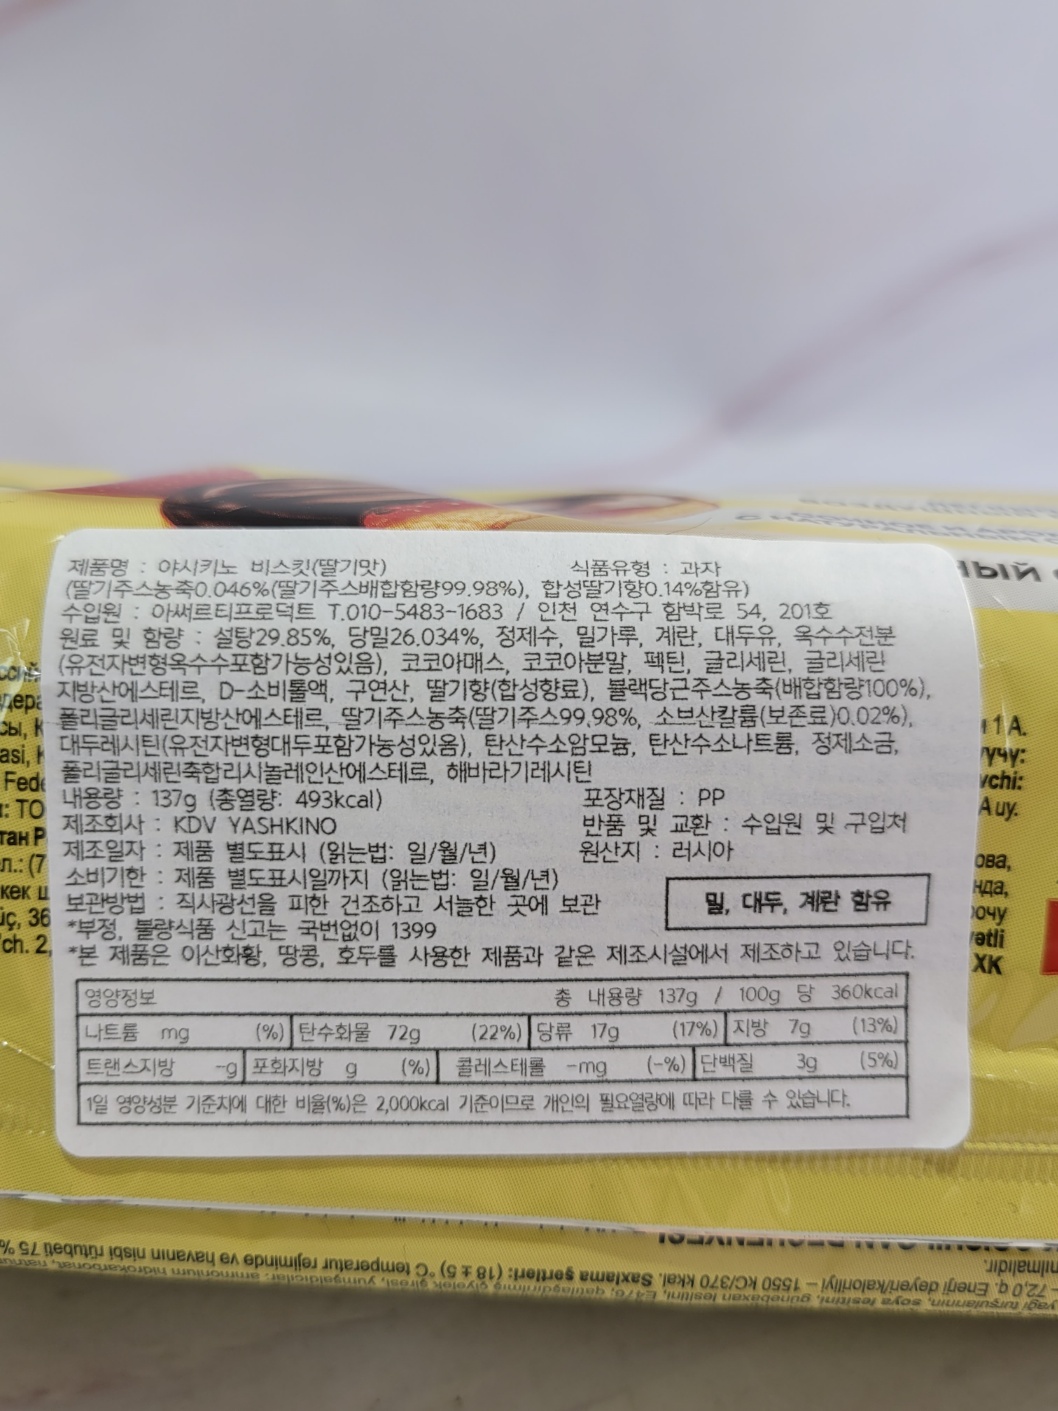 제품명 : 야시키노 비스킷(딸기맛) 식품유형 : 과자
(딸기주스농축0.046%(딸기주스배합함량99.98%), 합성딸기향0.14%함유)
수입원 : 아써르티프로덕트 T.010-5483-1683 / 인천 연수구 함박로 54, 201호
원료 및 함량 : 설탕29.85%, 당밀26.034%, 정제수, 밀가루, 계란, 대두유, 옥수수전분
(유전자변형옥수수포함가능성있음), 코코아매스, 코코아분말, 펙틴, 글리세린, 글리세란
지방산에스테르, D-소비톨액, 구연산, 딸기향(합성향료), 블랙당근주스농축(배합함량100%),
폴리글리세린지방산에스테르, 딸기주스농축(딸기주스99.98%, 소브산칼륨(보존료)0.02%),
대두레시틴(유전자변형대두포함가능성있음), 탄산수소암모늄, 탄산수소나트륨, 정제소금,
폴리글리세린축합리시놀레인산에스테로, 해바라기레시틴
내용량 : 137g (총열량: 493kcal) 포장재질 : PP
제조회사 : KDV YASHKINO 반품 및 교환 : 수입원 및 구입처
제조일자 : 제품 별도표시 (읽는법: 일/월/년) 원산지 : 러시아
소비기한 : 제품 별도표시일까지 (읽는법: 일/월/년)
보관방법 : 직사광선을 피한 건조하고 서늘한 곳에 보관 밀, 대두, 계란 함유
*부정, 불량식품 신고는 국번없이 1399
*본 제품은 이산화황, 땅콩, 호두를 사용한 제품과 같은 제조시설에서 제조하고 있습니다.
영양정보 총 내용량 137g / 100g 당 360kcal
나트륨 mg (%) 탄수화물 72g (22%) 당류 17g (17%) 지방 7g (13%)
트랜스지방 -g 포화지방 g (%) 콜레스테롤 -mg (-%) 단백질 3g (5%)
1일 영양성분 기준치에 대한 비율(%)은 2,000kcal 기준이므로 개인의 필요열량에 따라 다를 수 있습니다.
72,0 q. Enerji dəyəri/kalorililiyi – 1550 kC/370 kkal. Saxlama şərtləri: (18 ± 5) °C temperatur rejimində və havanın nisbi rütubəti 75 %